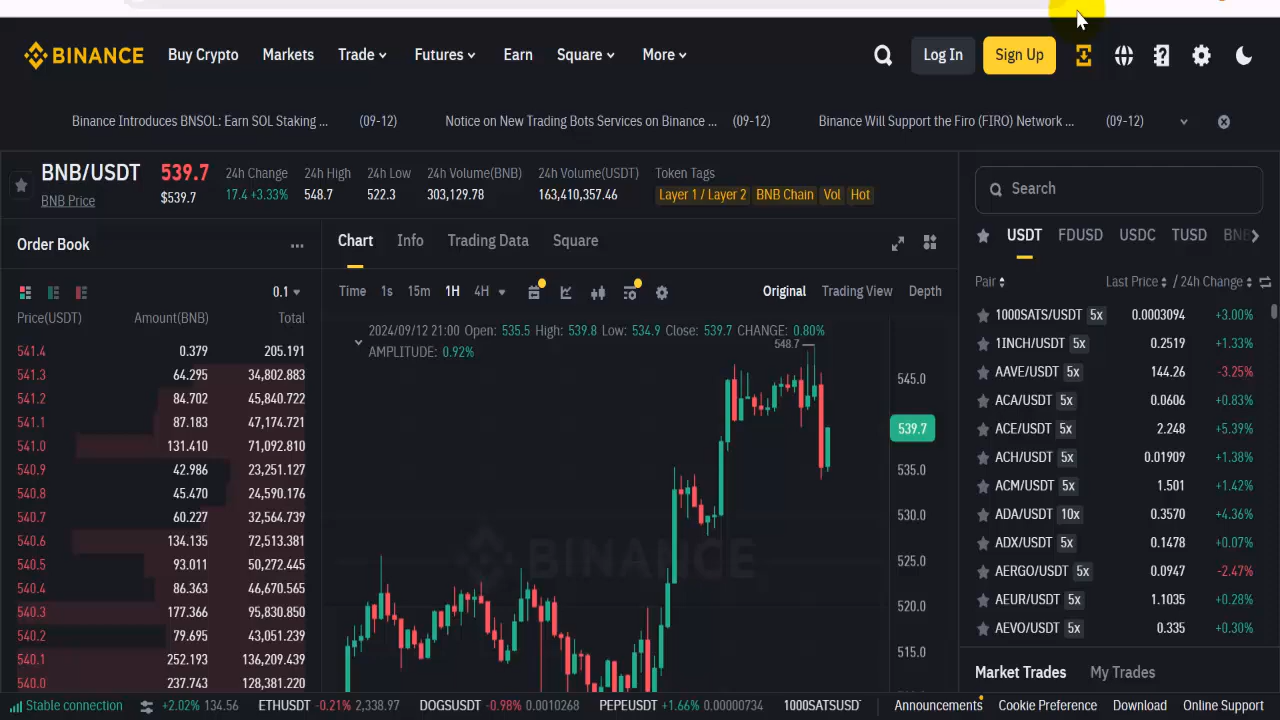 BINANCE Buy Crypto Markets Trade Futures Earn Square More Log In Sign Up
Binance Introduces BNSOL: Earn SOL Staking ... (09-12) Notice on New Trading Bots Services on Binance ... (09-12) Binance Will Support the Firo (FIRO) Network ... (09-12)
BNB/USDT 539.7 24h Change 24h High 24h Low 24h Volume(BNB) 24h Volume(USDT) Token Tags
BNB Price $539.7 17.4 +3.33% 548.7 522.3 303,129.78 163,410,357.46 Layer 1 / Layer 2 BNB Chain Vol Hot
Order Book ...
0.1
Price(USDT) Amount(BNB) Total
541.4 0.379 205.191
541.3 64.295 34,802.883
541.2 84.702 45,840.722
541.1 87.183 47,174.721
541.0 131.410 71,092.810
540.9 42.986 23,251.127
540.8 45.470 24,590.176
540.7 60.227 32,564.739
540.6 134.135 72,513.381
540.5 93.011 50,272.445
540.4 86.363 46,670.565
540.3 177.366 95,830.850
540.2 79.695 43,051.239
540.1 252.193 136,209.439
540.0 237.743 128,381.220
Chart Info Trading Data Square
Time 1s 15m 1H 4H Original Trading View Depth
2024/09/12 21:00 Open: 535.5 High: 539.8 Low: 534.9 Close: 539.7 CHANGE: 0.80%
AMPLITUDE: 0.92%
548.7
545.0
539.7
535.0
530.0
525.0
520.0
515.0
BINANCE
Search
USDT FDUSD USDC TUSD BNB
Pair Last Price / 24h Change
1000SATS/USDT 5x 0.0003094 +3.00%
1INCH/USDT 5x 0.2519 +1.33%
AAVE/USDT 5x 144.26 -3.25%
ACA/USDT 5x 0.0606 +0.83%
ACE/USDT 5x 2.248 +5.39%
ACH/USDT 5x 0.01909 +1.38%
ACM/USDT 5x 1.501 +1.42%
ADA/USDT 10x 0.3570 +4.36%
ADX/USDT 5x 0.1478 +0.07%
AERGO/USDT 5x 0.0947 -2.47%
AEUR/USDT 5x 1.1035 +0.28%
AEVO/USDT 5x 0.335 +0.30%
Market Trades My Trades
Stable connection +2.02% 134.56 ETHUSDT -0.21% 2,338.97 DOGSUSDT -0.98% 0.0010268 PEPEUSDT +1.66% 0.00000734 1000SATSUSD Announcements Cookie Preference Download Online Support